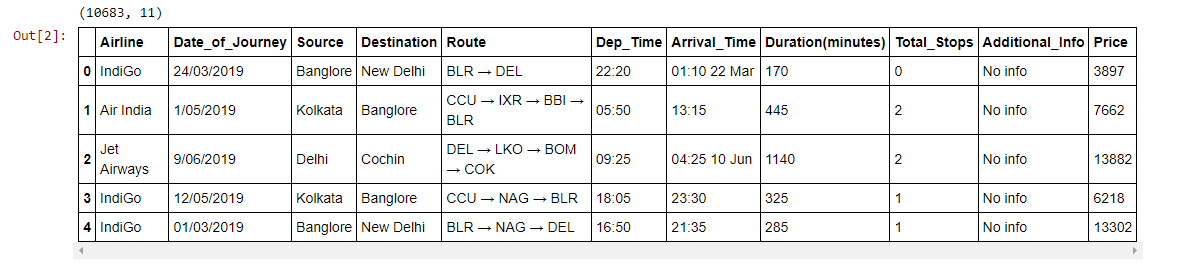 (10683, 11)
Out[2]:
Airline Date_of_Journey Source Destination Route Dep_Time Arrival_Time Duration(minutes) Total_Stops Additional_Info Price
0 IndiGo 24/03/2019 Banglore New Delhi BLR → DEL 22:20 01:10 22 Mar 170 0 No info 3897
1 Air India 1/05/2019 Kolkata Banglore CCU → IXR → BBI → BLR 05:50 13:15 445 2 No info 7662
2 Jet Airways 9/06/2019 Delhi Cochin DEL → LKO → BOM → COK 09:25 04:25 10 Jun 1140 2 No info 13882
3 IndiGo 12/05/2019 Kolkata Banglore CCU → NAG → BLR 18:05 23:30 325 1 No info 6218
4 IndiGo 01/03/2019 Banglore New Delhi BLR → NAG → DEL 16:50 21:35 285 1 No info 13302